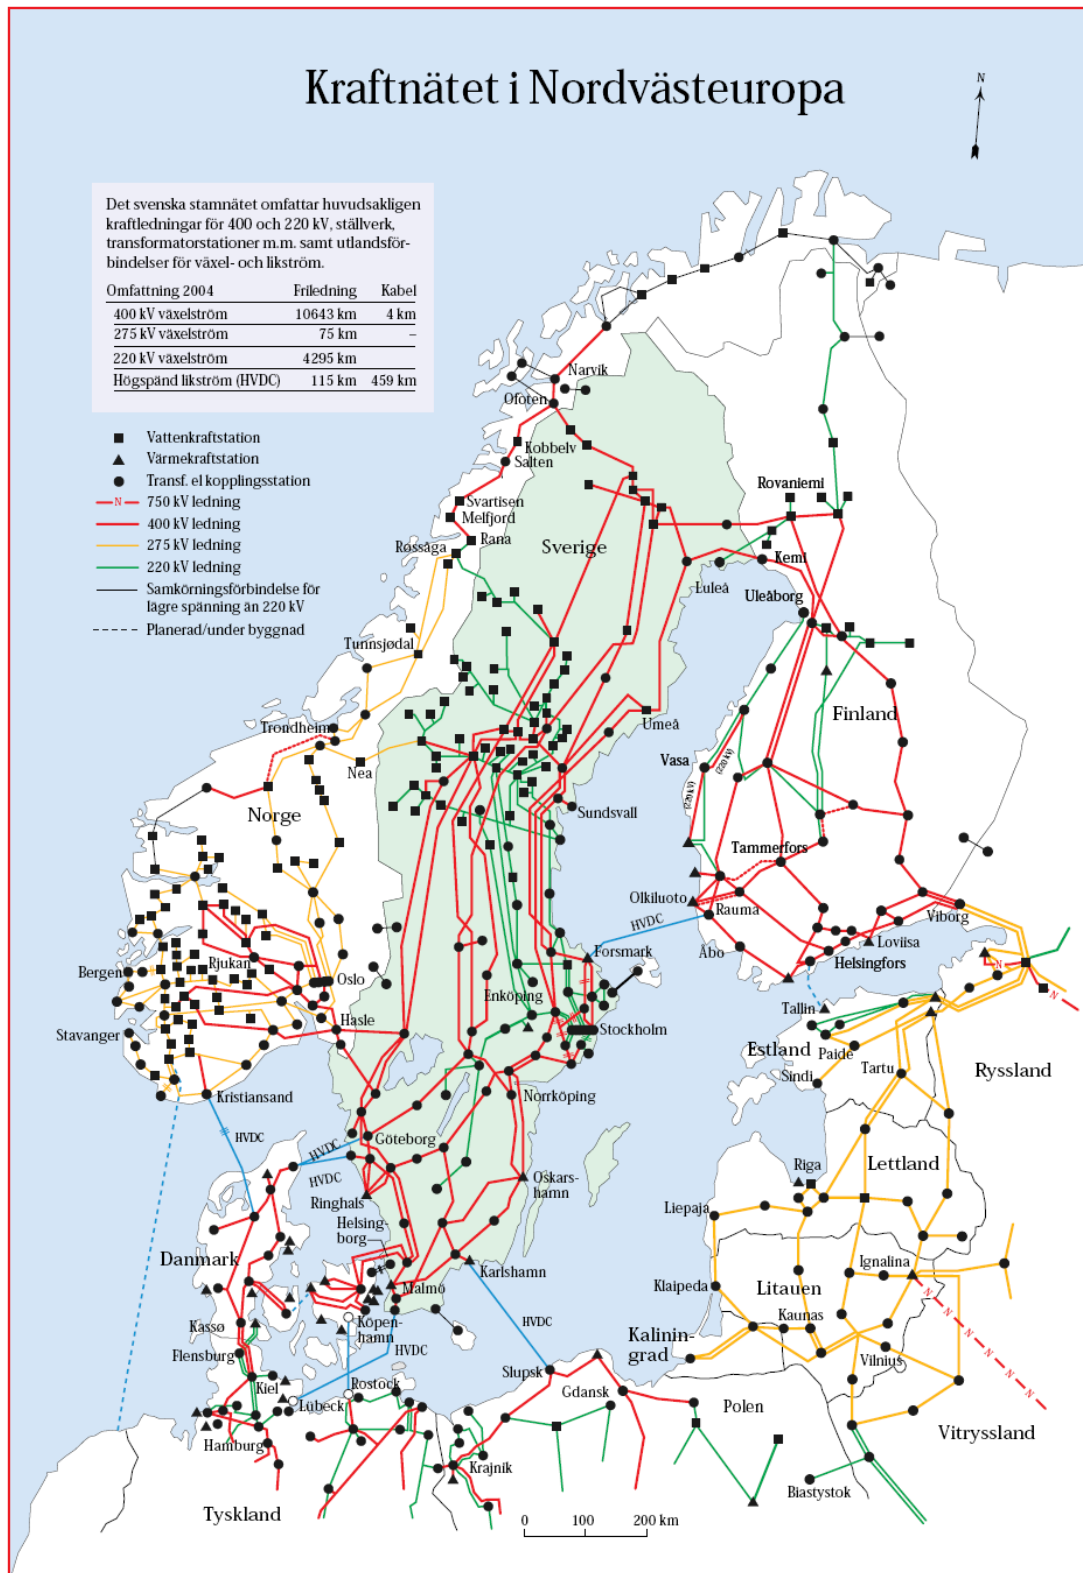 Kraftnätet i Nordvästeuropa
N
Det svenska stamnätet omfattar huvudsakligen
kraftledningar för 400 och 220 kV, ställverk,
transformatorstationer m.m. samt utlandsför-
bindelser för växel- och likström.
Omfattning 2004 Friledning Kabel
400 kV växelström 10643 km 4 km
275 kV växelström 75 km –
220 kV växelström 4295 km
Högspänd likström (HVDC) 115 km 459 km
Vattenkraftstation
Värmekraftstation
Transf. el kopplingsstation
N 750 kV ledning
400 kV ledning
275 kV ledning
220 kV ledning
Samkörningsförbindelse för
lägre spänning än 220 kV
Planerad/under byggnad
Narvik
Ofoten
Kobbelv
Salten
Svartisen
Melfjord
Rana
Røssåga
Sverige
Rovaniemi
Kemi
Luleå
Uleåborg
Tunnsjødal
Finland
Umeå
Trondheim
Nea
Vasa
(220 kV)
(220 kV)
Norge
Sundsvall
Tammerfors
Olkiluoto
Rauma
HVDC
Viborg
Loviisa
Åbo
Helsingfors
Forsmark
Bergen
Rjukan
Oslo
Enköping
N
N
Hasle
Stavanger
Stockholm
Tallin
Estland
Paide
Sindi
Tartu
Ryssland
Kristiansand
Norrköping
HVDC
HVDC
HVDC
Göteborg
Ringhals
Oskars-
hamn
Riga
Lettland
Liepaja
Helsing-
borg
Danmark
Karlshamn
Malmö
Klaipeda
Litauen
Ignalina
Kaunas
N
N
N
N
N
Köpen-
hamn
HVDC
HVDC
Kassø
Flensburg
Kalinin-
grad
Vilnius
Kiel
Rostock
Lübeck
Slupsk
Gdansk
Polen
Vitryssland
Hamburg
Krajnik
Biastystok
Tyskland
0 100 200 km